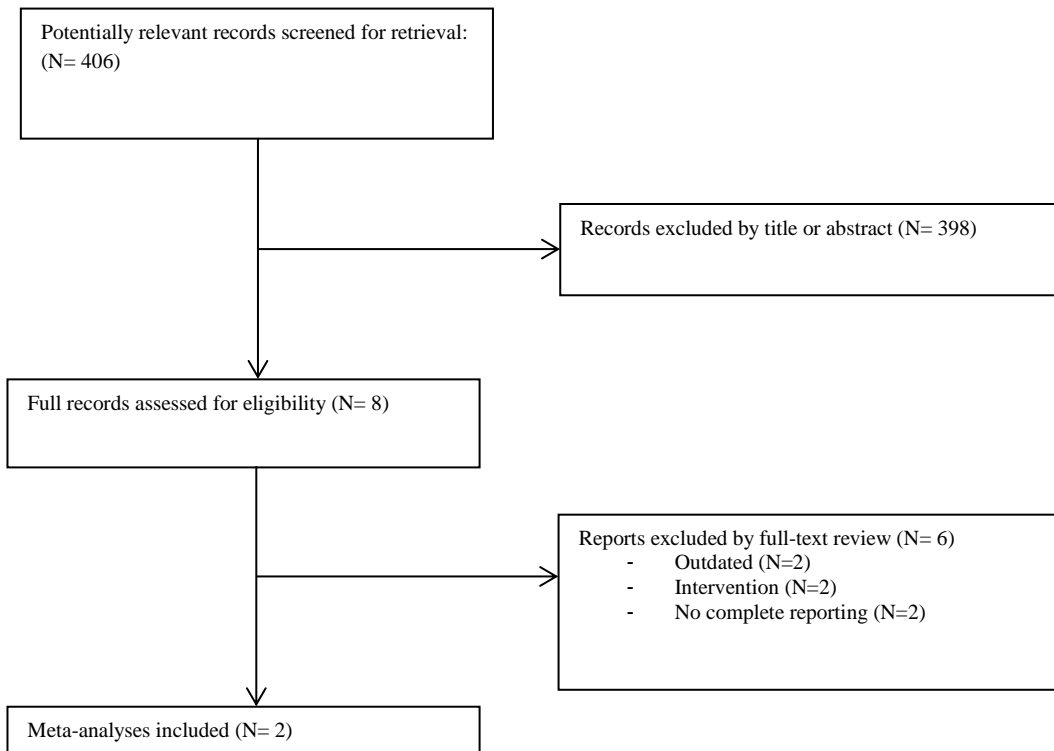 Potentially relevant records screened for retrieval:
(N= 406)
Records excluded by title or abstract (N= 398)
Full records assessed for eligibility (N= 8)
Reports excluded by full-text review (N= 6)
- Outdated (N=2)
- Intervention (N=2)
- No complete reporting (N=2)
Meta-analyses included (N= 2)